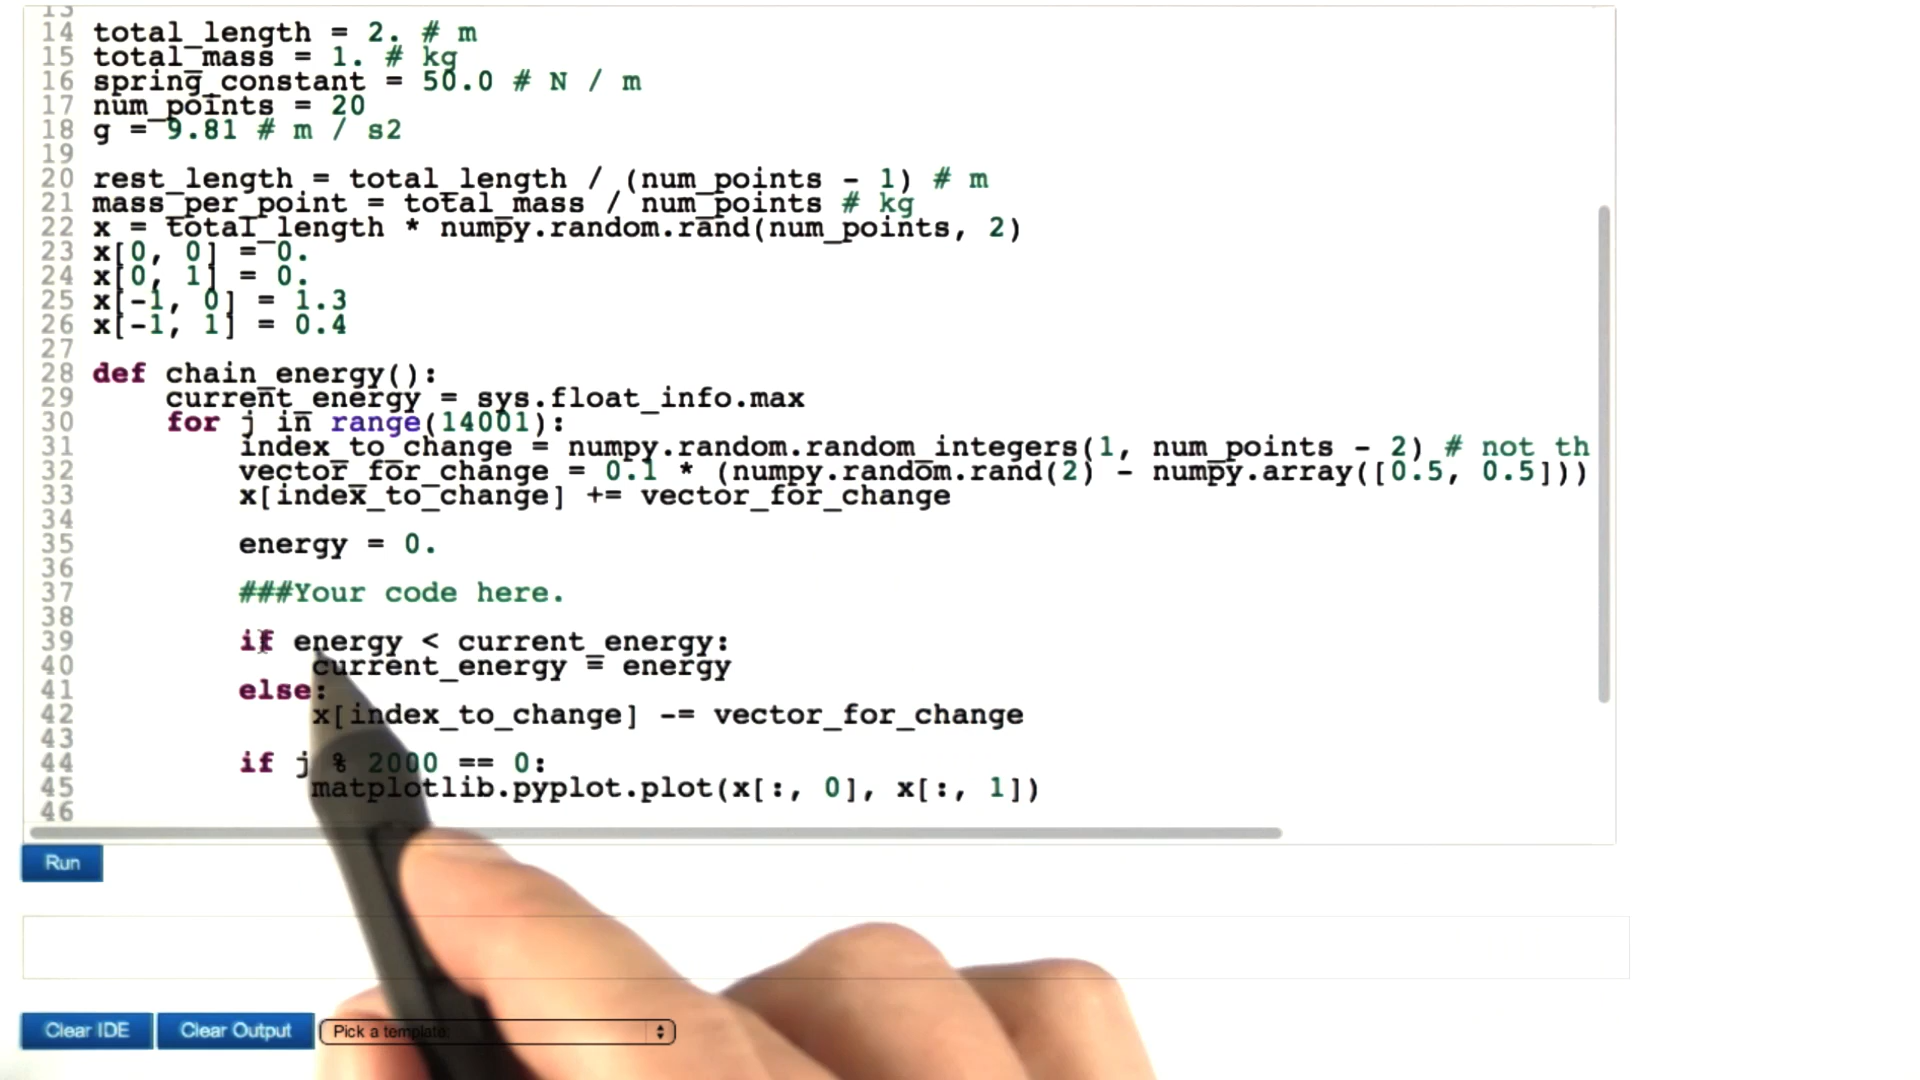 13
14 total_length = 2. # m
15 total_mass = 1. # kg
16 spring_constant = 50.0 # N / m
17 num_points = 20
18 g = 9.81 # m / s2
19
20 rest_length = total_length / (num_points - 1) # m
21 mass_per_point = total_mass / num_points # kg
22 x = total_length * numpy.random.rand(num_points, 2)
23 x[0, 0] = 0.
24 x[0, 1] = 0.
25 x[-1, 0] = 1.3
26 x[-1, 1] = 0.4
27
28 def chain_energy():
29 current_energy = sys.float_info.max
30 for j in range(14001):
31 index_to_change = numpy.random.random_integers(1, num_points - 2) # not th
32 vector_for_change = 0.1 * (numpy.random.rand(2) - numpy.array([0.5, 0.5]))
33 x[index_to_change] += vector_for_change
34
35 energy = 0.
36
37 ###Your code here.
38
39 if energy < current_energy:
40 current_energy = energy
41 else:
42 x[index_to_change] -= vector_for_change
43
44 if j % 2000 == 0:
45 matplotlib.pyplot.plot(x[:, 0], x[:, 1])
46
Run
Clear IDE Clear Output Pick a template